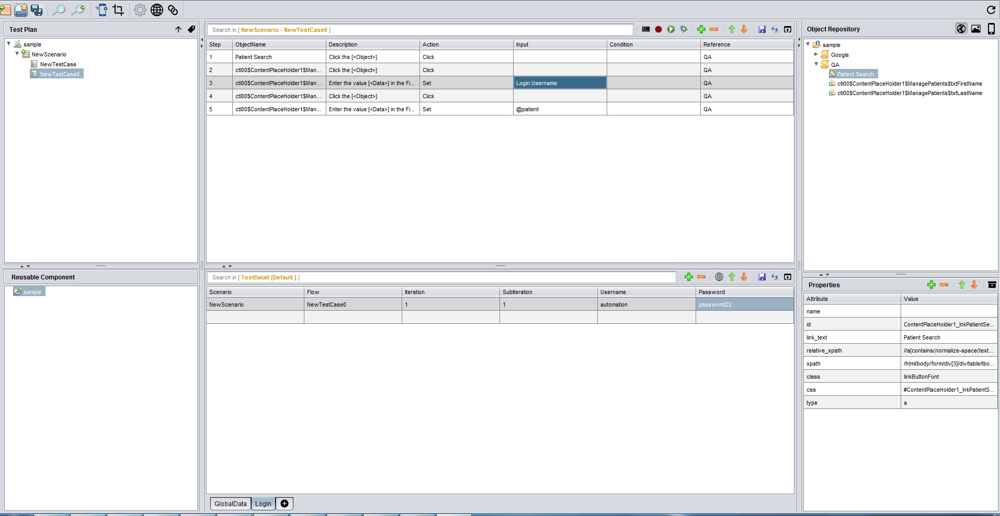 Test Plan
sample
NewScenario
NewTestCase
NewTestCase0
Reusable Component
sample
Search in [ NewScenario - NewTestCase0 ]
Step ObjectName Description Action Input Condition Reference
1 Patient Search Click the [<Object>] Click QA
2 ctl00$ContentPlaceHolder1$Man... Click the [<Object>] Click QA
3 ctl00$ContentPlaceHolder1$Man... Enter the value [<Data>] in the Fi... Set Login:Username QA
4 ctl00$ContentPlaceHolder1$Man... Click the [<Object>] Click QA
5 ctl00$ContentPlaceHolder1$Man... Enter the value [<Data>] in the Fi... Set @patient QA
Search in [ TestData0 [Default ] ]
Scenario Flow Iteration SubIteration Username Password
NewScenario NewTestCase0 1 1 automation password23
GlobalData Login
Object Repository
sample
Google
QA
Patient Search
ctl00$ContentPlaceHolder1$ManagePatients$txtFirstName
ctl00$ContentPlaceHolder1$ManagePatients$txtLastName
Properties
Attribute Value
name
id ContentPlaceHolder1_lnkPatientSe...
link_text Patient Search
relative_xpath //a[contains(normalize-space(text...
xpath /html/body/form/div[3]/div/table/tbo...
class linkButtonFont
css #ContentPlaceHolder1_lnkPatientS...
type a